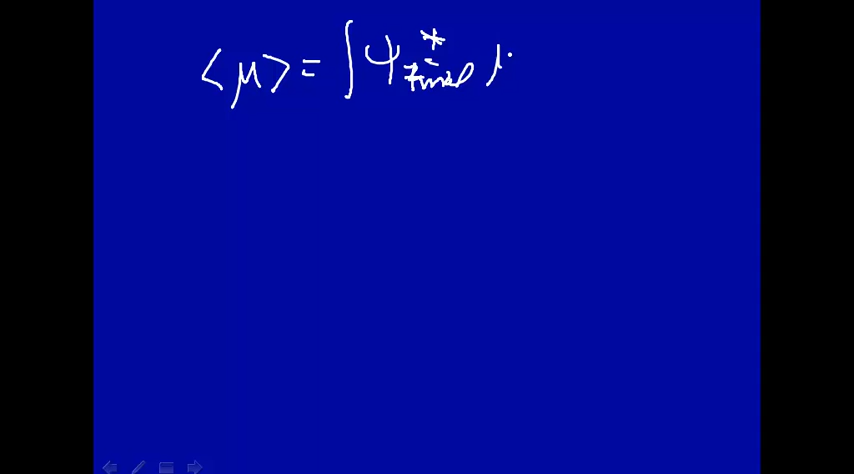 <μ> = ∫ψ*final